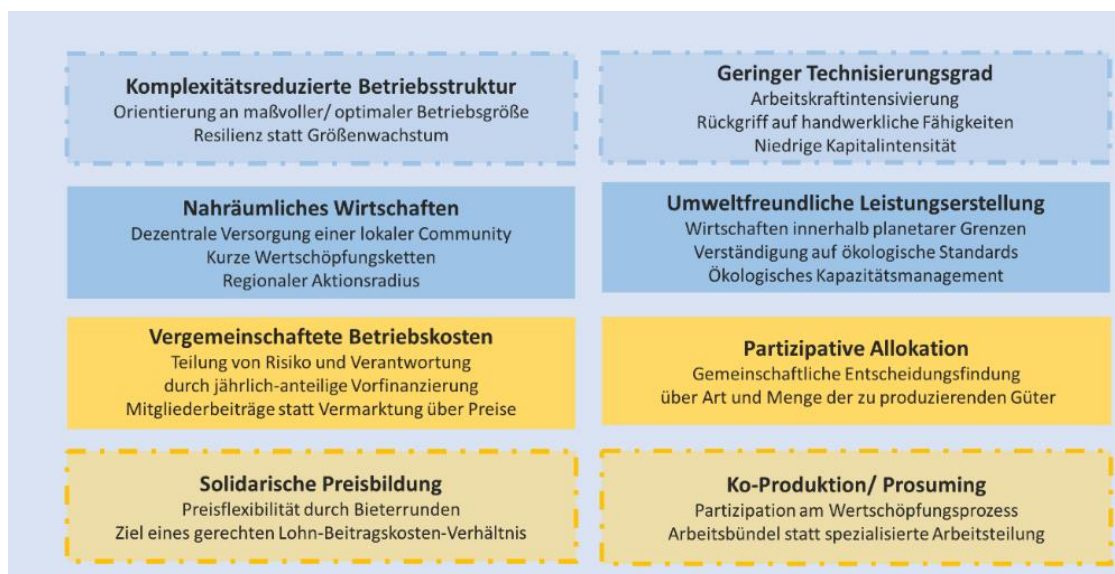 Komplexitätsreduzierte Betriebsstruktur
Orientierung an maßvoller/ optimaler Betriebsgröße
Resilienz statt Größenwachstum
Geringer Technisierungsgrad
Arbeitskraftintensivierung
Rückgriff auf handwerkliche Fähigkeiten
Niedrige Kapitalintensität
Nahräumliches Wirtschaften
Dezentrale Versorgung einer lokaler Community
Kurze Wertschöpfungsketten
Regionaler Aktionsradius
Umweltfreundliche Leistungserstellung
Wirtschaften innerhalb planetarer Grenzen
Verständigung auf ökologische Standards
Ökologisches Kapazitätsmanagement
Vergemeinschaftete Betriebskosten
Teilung von Risiko und Verantwortung
durch jährlich-anteilige Vorfinanzierung
Mitgliederbeiträge statt Vermarktung über Preise
Partizipative Allokation
Gemeinschaftliche Entscheidungsfindung
über Art und Menge der zu produzierenden Güter
Solidarische Preisbildung
Preisflexibilität durch Bieterrunden
Ziel eines gerechten Lohn-Beitragskosten-Verhältnis
Ko-Produktion/ Prosuming
Partizipation am Wertschöpfungsprozess
Arbeitsbündel statt spezialisierte Arbeitsteilung